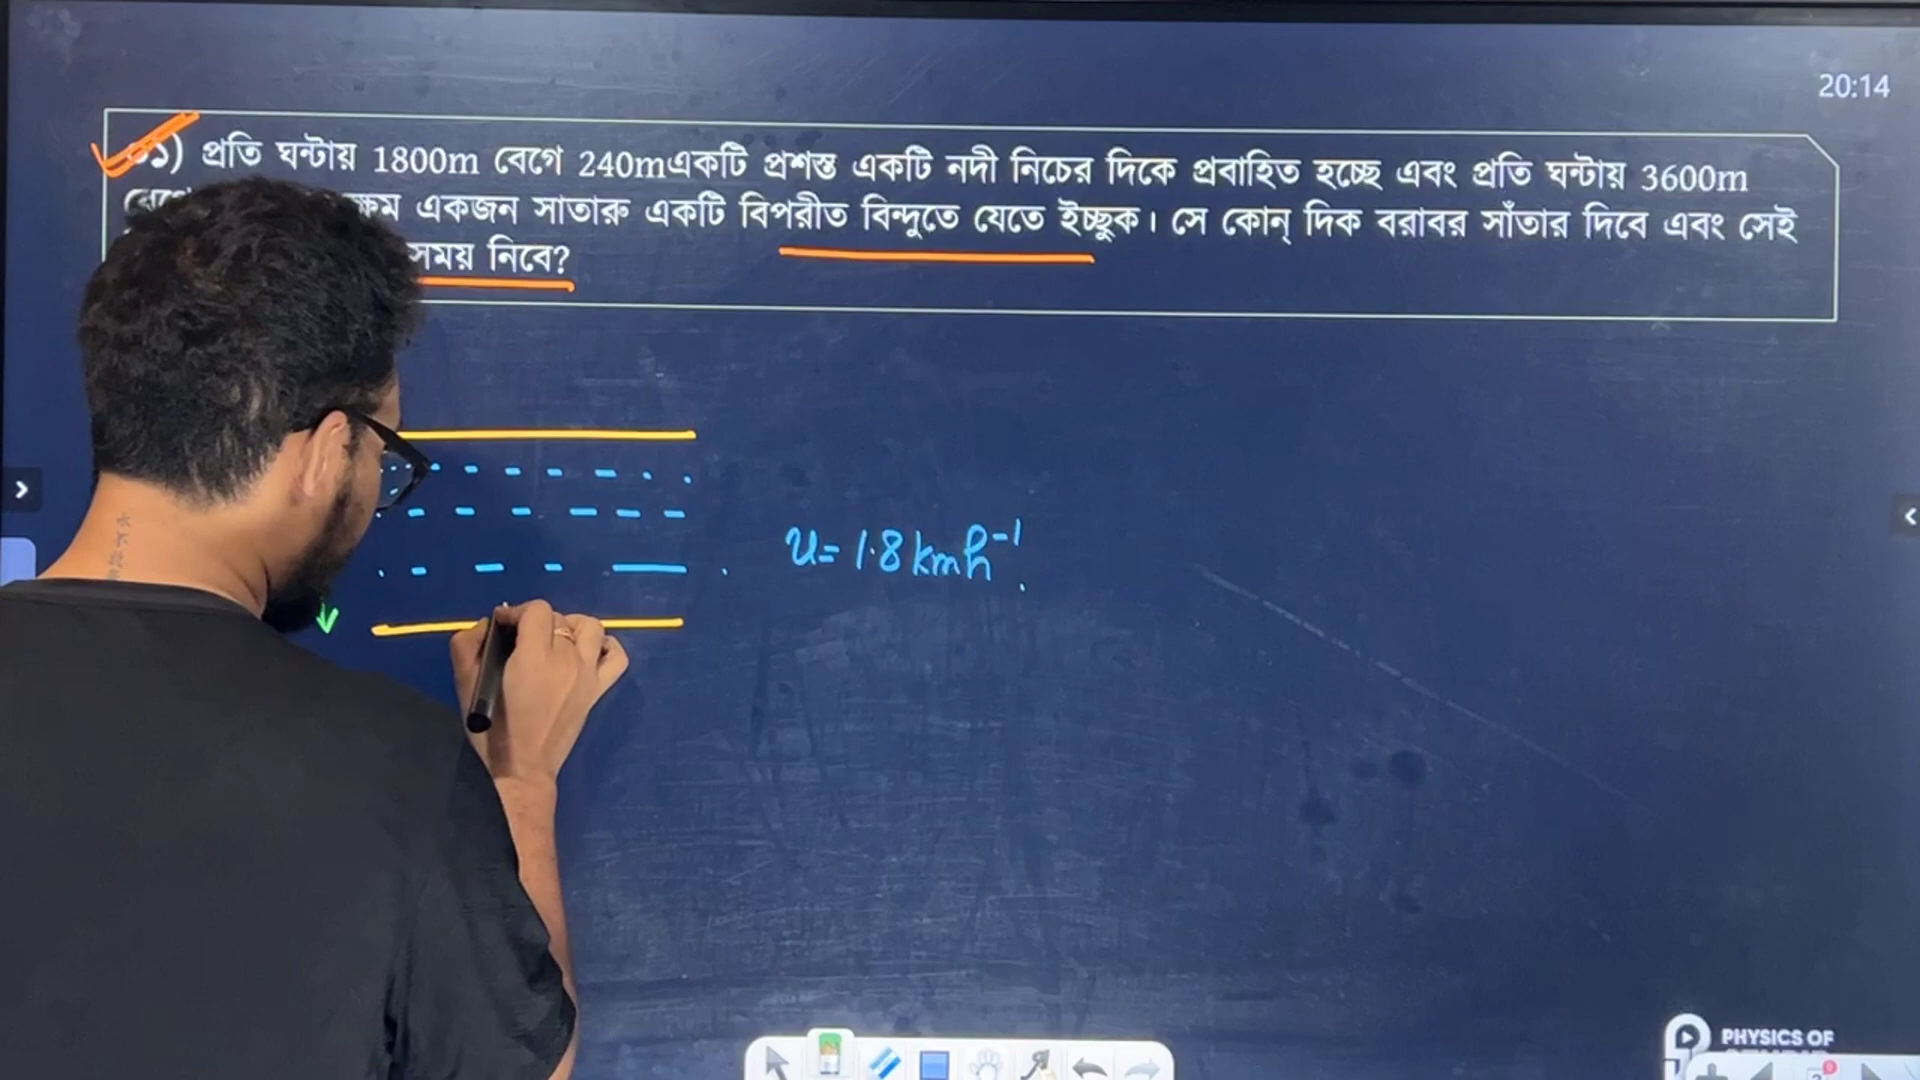 20:14
১) প্রতি ঘন্টায় 1800m বেগে 240mএকটি প্রশস্ত একটি নদী নিচের দিকে প্রবাহিত হচ্ছে এবং প্রতি ঘন্টায় 3600m
একজন সাতারু একটি বিপরীত বিন্দুতে যেতে ইচ্ছুক। সে কোন্ দিক বরাবর সাঁতার দিবে এবং সেই
সময় নিবে?
u = 1.8 kmh⁻¹
PHYSICS OF